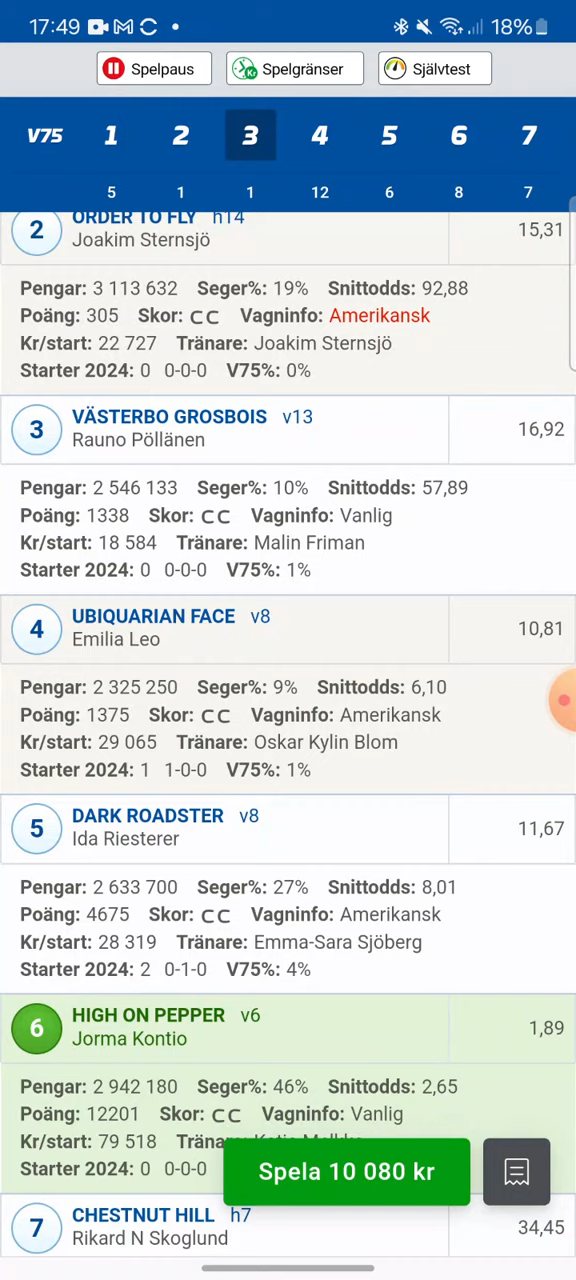 17:49 18%
Spelpaus Spelgränser Självtest
V75 1 2 3 4 5 6 7
5 1 1 12 6 8 7
2 ORDER TO FLY h14 15,31
Joakim Sternsjö
Pengar: 3 113 632 Seger%: 19% Snittodds: 92,88
Poäng: 305 Skor: C C Vagninfo: Amerikansk
Kr/start: 22 727 Tränare: Joakim Sternsjö
Starter 2024: 0 0-0-0 V75%: 0%
3 VÄSTERBO GROSBOIS v13 16,92
Rauno Pöllänen
Pengar: 2 546 133 Seger%: 10% Snittodds: 57,89
Poäng: 1338 Skor: C C Vagninfo: Vanlig
Kr/start: 18 584 Tränare: Malin Friman
Starter 2024: 0 0-0-0 V75%: 1%
4 UBIQUARIAN FACE v8 10,81
Emilia Leo
Pengar: 2 325 250 Seger%: 9% Snittodds: 6,10
Poäng: 1375 Skor: C C Vagninfo: Amerikansk
Kr/start: 29 065 Tränare: Oskar Kylin Blom
Starter 2024: 1 1-0-0 V75%: 1%
5 DARK ROADSTER v8 11,67
Ida Riesterer
Pengar: 2 633 700 Seger%: 27% Snittodds: 8,01
Poäng: 4675 Skor: C C Vagninfo: Amerikansk
Kr/start: 28 319 Tränare: Emma-Sara Sjöberg
Starter 2024: 2 0-1-0 V75%: 4%
6 HIGH ON PEPPER v6 1,89
Jorma Kontio
Pengar: 2 942 180 Seger%: 46% Snittodds: 2,65
Poäng: 12201 Skor: C C Vagninfo: Vanlig
Kr/start: 79 518
Starter 2024: 0 0-0-0
Spela 10 080 kr
7 CHESTNUT HILL h7 34,45
Rikard N Skoglund